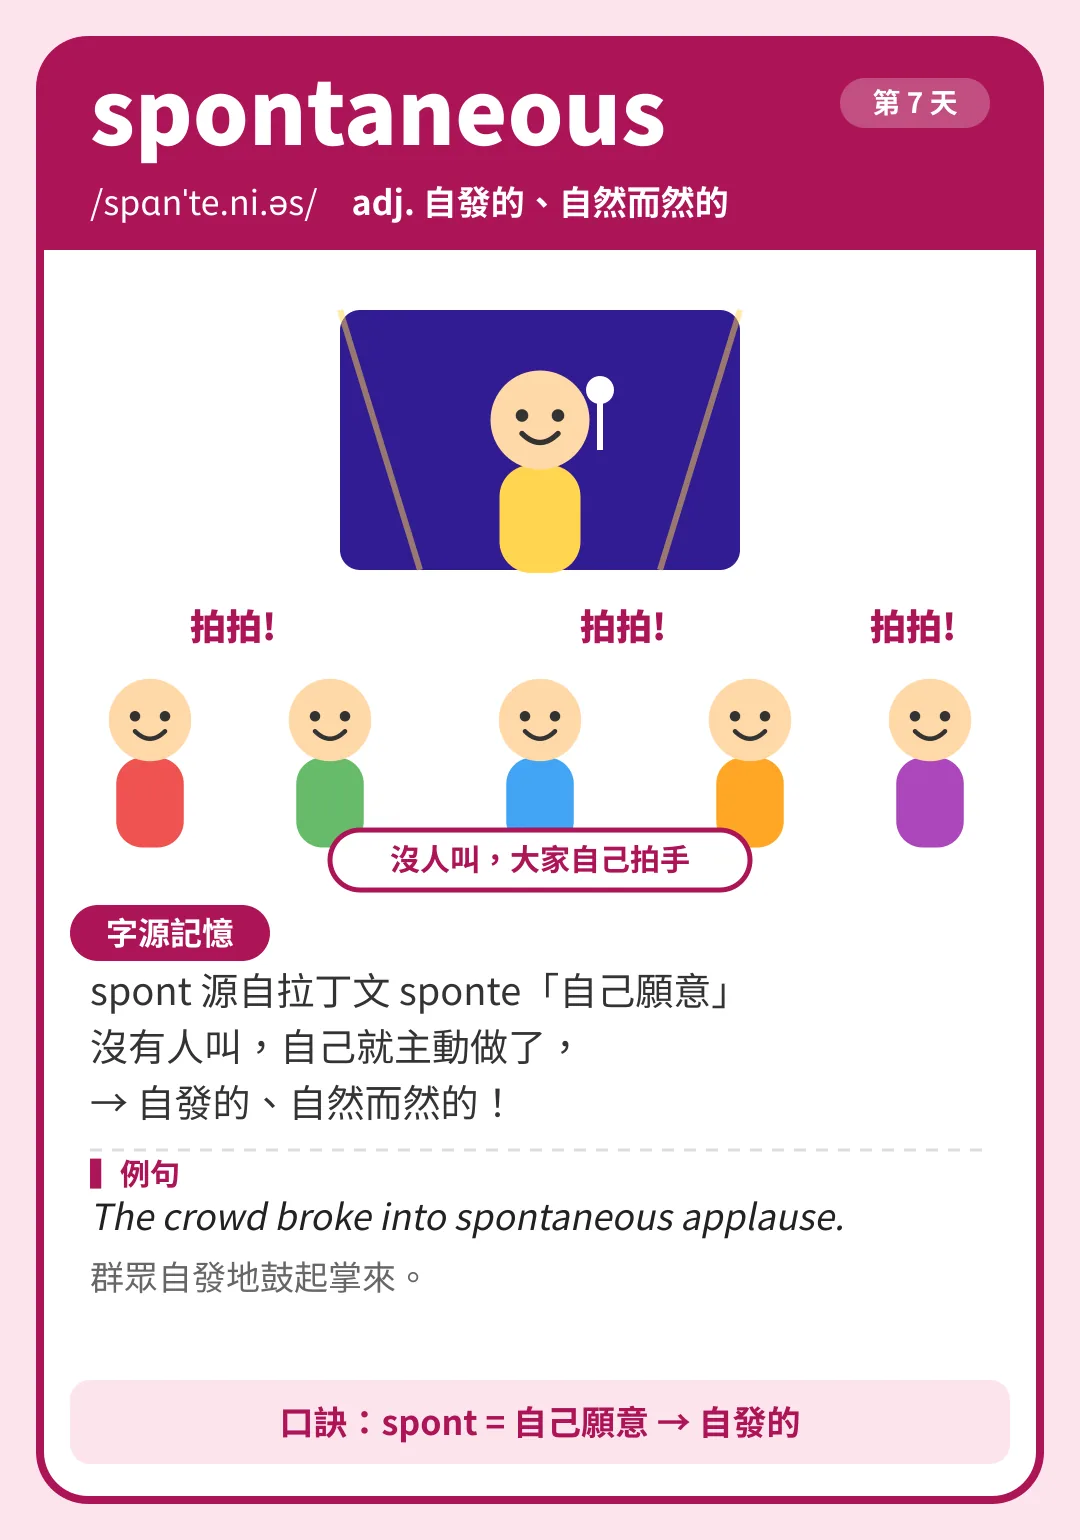 spontaneous
第 7 天
/spɑn'te.ni.əs/ adj. 自發的、自然而然的
拍拍! 拍拍! 拍拍!
沒人叫，大家自己拍手
字源記憶
spont 源自拉丁文 sponte「自己願意」
沒有人叫，自己就主動做了，
→ 自發的、自然而然的！
例句
The crowd broke into spontaneous applause.
群眾自發地鼓起掌來。
口訣：spont = 自己願意 → 自發的